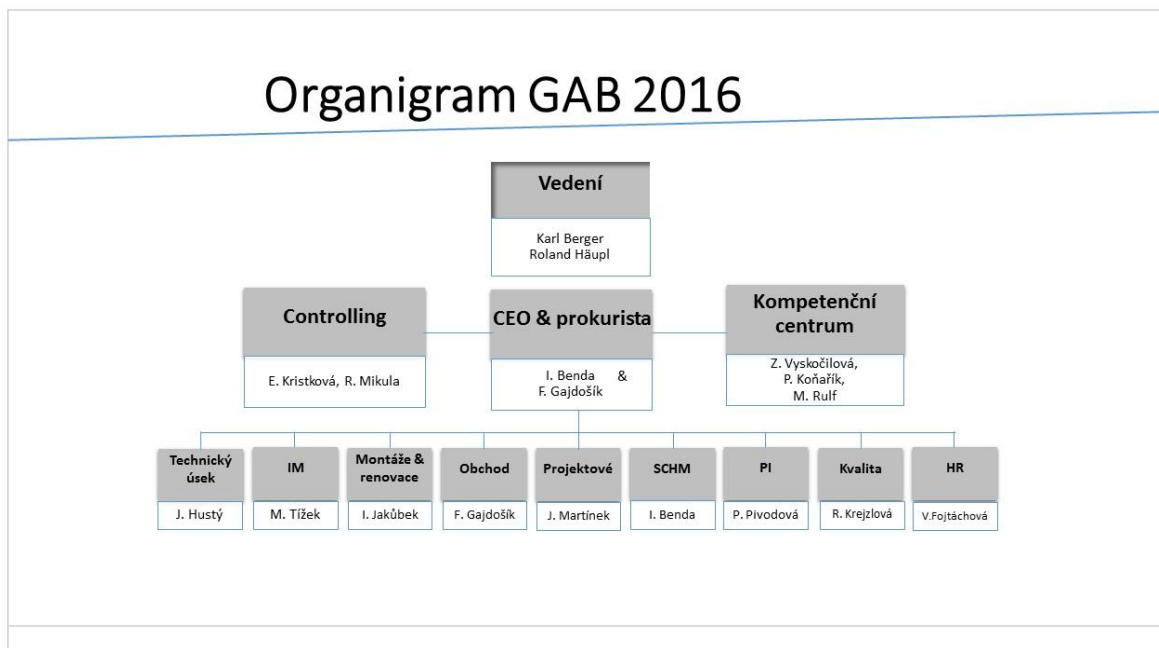 Organigram GAB 2016
Vedení
Karl Berger
Roland Häupl
Controlling
E. Kristková, R. Mikula
CEO & prokurista
I. Benda &
F. Gajdošík
Kompetenční
centrum
Z. Vyskočilová,
P. Koňařík,
M. Rulf
Technický
úsek
J. Hustý
IM
M. Tížek
Montáže &
renovace
I. Jakůbek
Obchod
F. Gajdošík
Projektové
J. Martínek
SCHM
I. Benda
PI
P. Pivodová
Kvalita
R. Krejzlová
HR
V.Fojtáchová